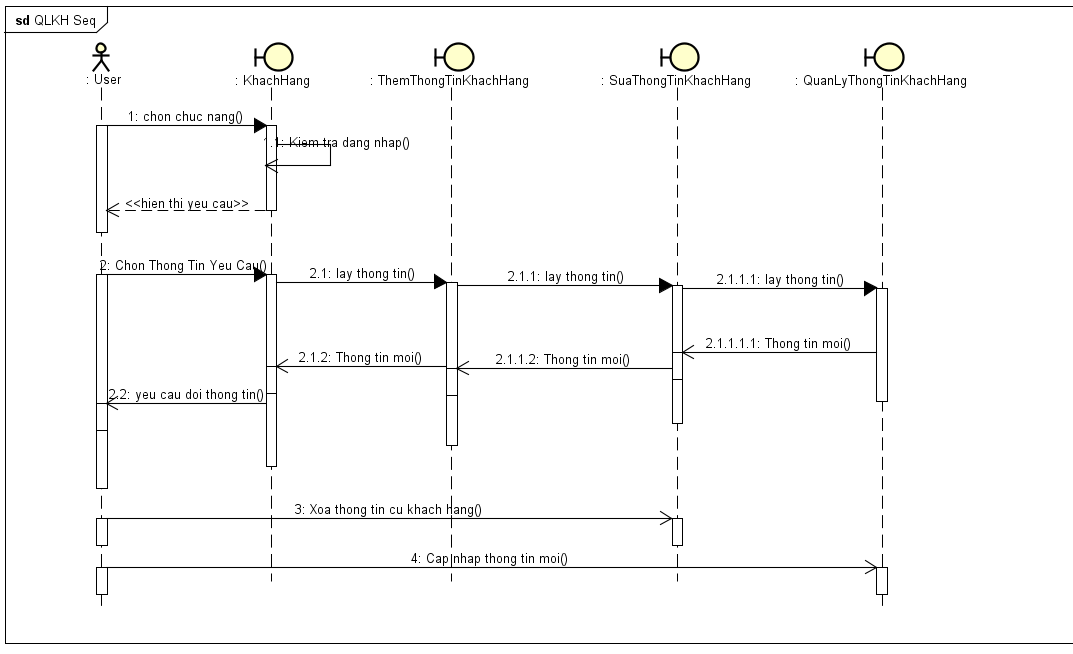 sd QLKH Seq
: User
: KhachHang
: ThemThongTinKhachHang
: SuaThongTinKhachHang
: QuanLyThongTinKhachHang
1: chon chuc nang()
1.1: Kiem tra dang nhap()
<<hien thi yeu cau>>
2: Chon Thong Tin Yeu Cau()
2.1: lay thong tin()
2.1.1: lay thong tin()
2.1.1.1: lay thong tin()
2.1.1.1.1: Thong tin moi()
2.1.1.2: Thong tin moi()
2.1.2: Thong tin moi()
2.2: yeu cau doi thong tin()
3: Xoa thong tin cu khach hang()
4: Cap nhap thong tin moi()